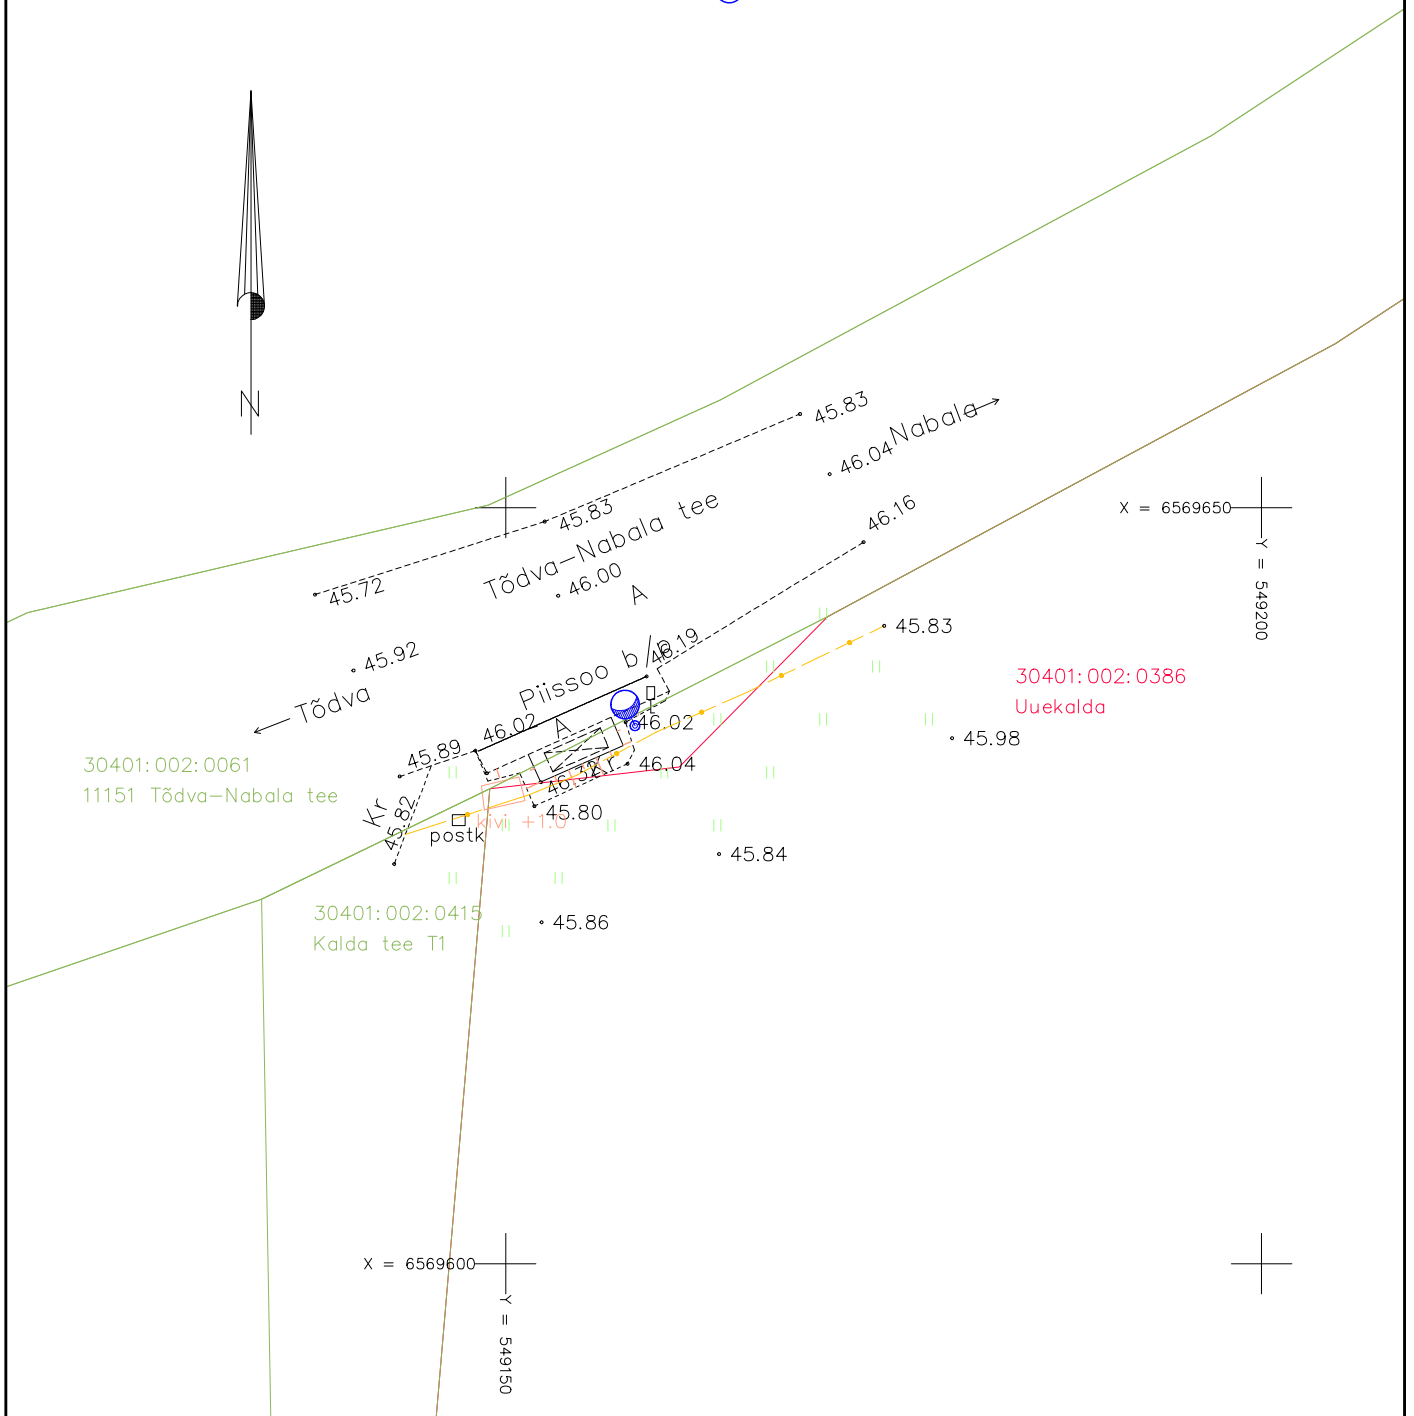 N
45.83
46.04
Nabala
45.83
46.16
X = 6569650
Y = 549200
Tõdva-Nabala tee
45.72
46.00
A
45.83
45.92
46.19
Piissoo b/p
30401:002:0386
Uuekalda
Tõdva
46.02
A
46.02
45.98
45.89
30401:002:0061
11151 Tõdva-Nabala tee
46.04
Kr
46.32
Kr
45.82
45.80
kivi +1.0
postk
45.84
30401:002:0415
Kalda tee T1
45.86
X = 6569600
Y = 549150